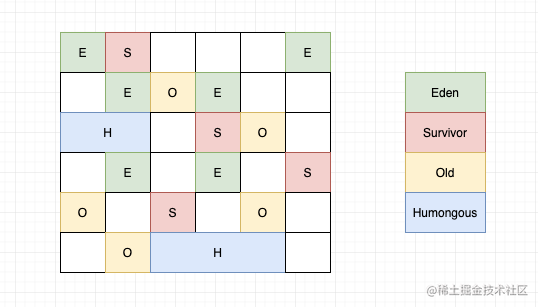 E S E
E O E
H S O
E E S
O S O
O H
Eden
Survivor
Old
Humongous
@稀土掘金技术社区